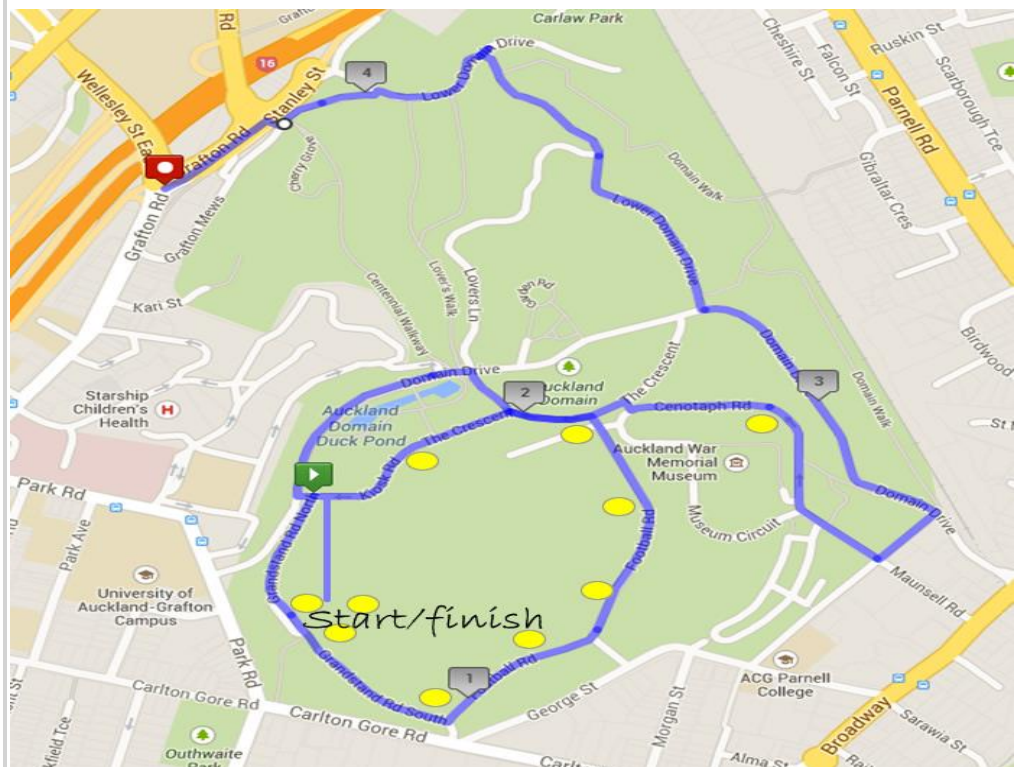 Carlaw Park
Ruskin St
Cheshire St
Falcon St
Scarborough Tce
Parnell Rd
Rd
16
Stanley St
4
Lower Domain Drive
Wellesley St Ea
Grafton Rd
Grafton Rd
Cherry Grove
Grafton Mews
Domain Walk
Gibraltar Cres
Lower Domain Drive
Kari St
Centennial Walkway
Lover's Walk
Lovers Ln
Birdwood
Domain Drive
The Crescent
3
Domain Walk
Starship
Children's
Health
H
2
Auckland
Domain
Auckland
Domain
Duck Pond
The Crescent
Cenotaph Rd
Auckland War
Memorial
Museum
Kiosk Rd
Park Rd
Museum Circuit
Domain Drive
Grandstand Rd North
Football Rd
Park Ave
University of
Auckland-Grafton
Campus
Start/finish
Maunsell Rd
Park Rd
Grandstand Rd South
1
Football Rd
George St
ACG Parnell
College
Carlton Gore Rd
Carlton Gore Rd
Morgan St
Broadway
Sarawia St
Outhwaite
Park
Alma St